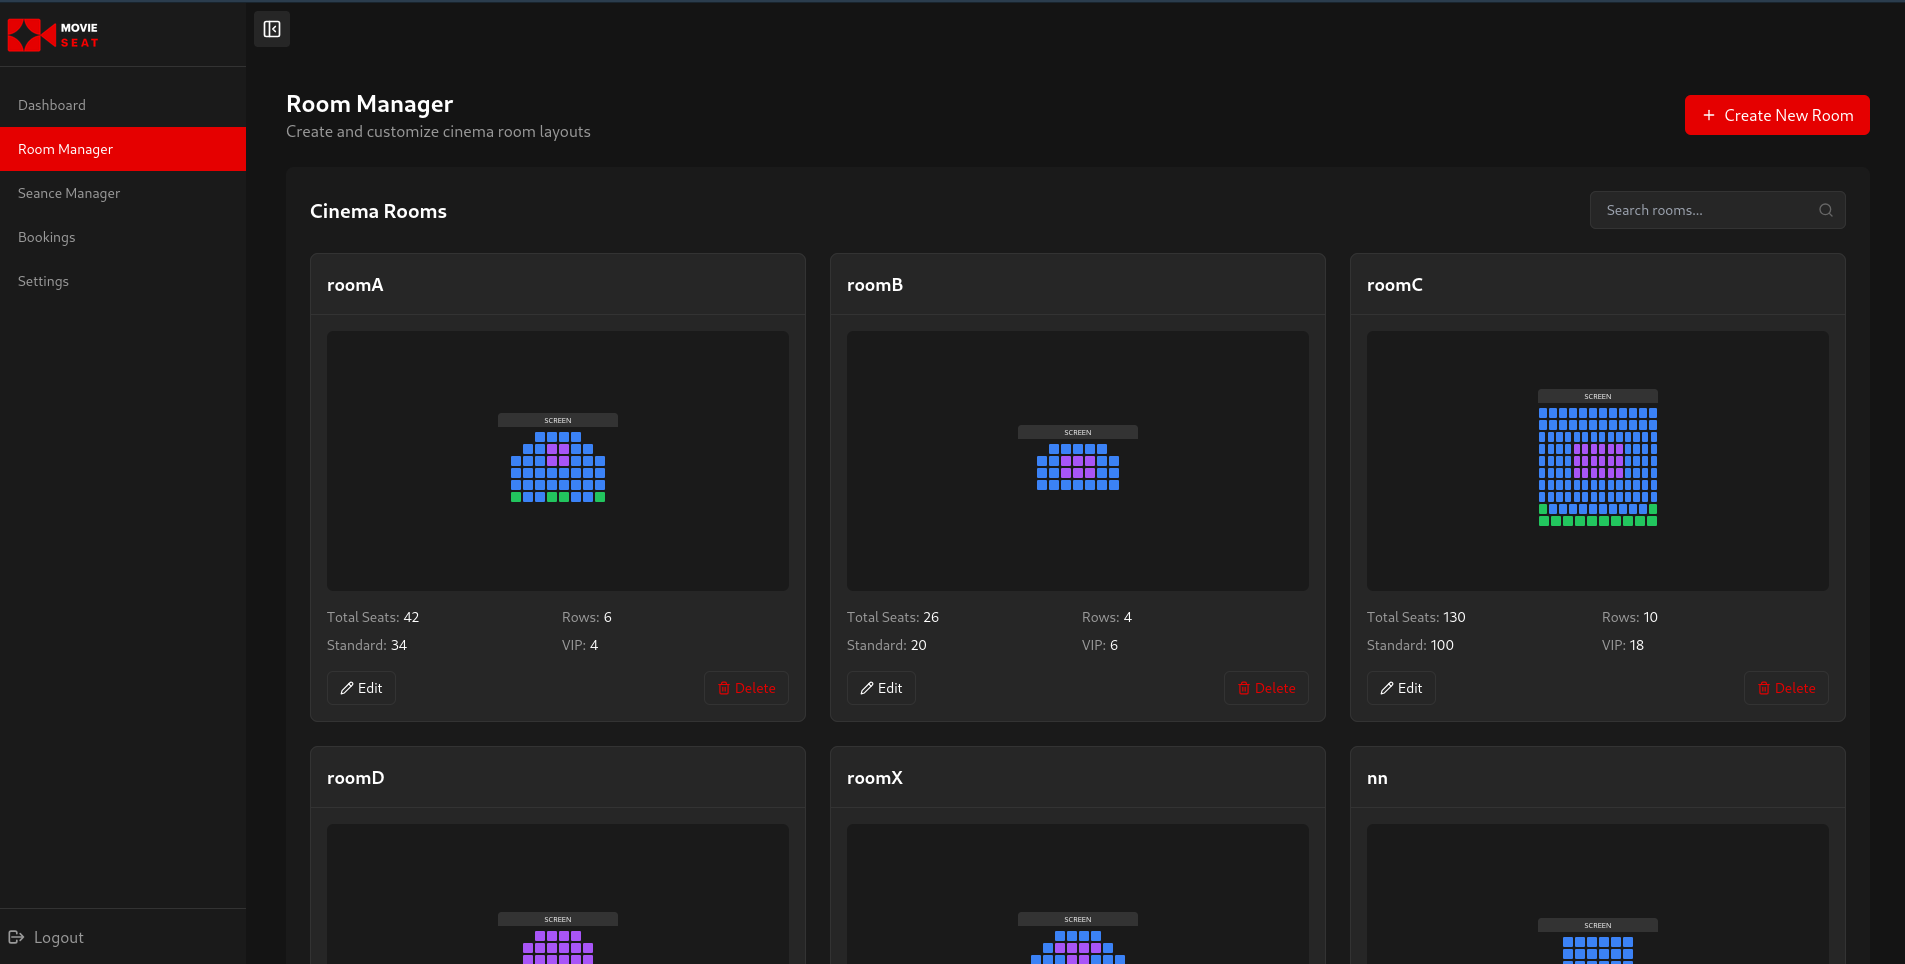 MOVIE
SEAT
Dashboard
Room Manager
Seance Manager
Bookings
Settings
Logout
Room Manager
Create and customize cinema room layouts
+ Create New Room
Cinema Rooms
Search rooms...
roomA
SCREEN
Total Seats: 42 Rows: 6
Standard: 34 VIP: 4
Edit Delete
roomB
SCREEN
Total Seats: 26 Rows: 4
Standard: 20 VIP: 6
Edit Delete
roomC
SCREEN
Total Seats: 130 Rows: 10
Standard: 100 VIP: 18
Edit Delete
roomD
SCREEN
roomX
SCREEN
nn
SCREEN